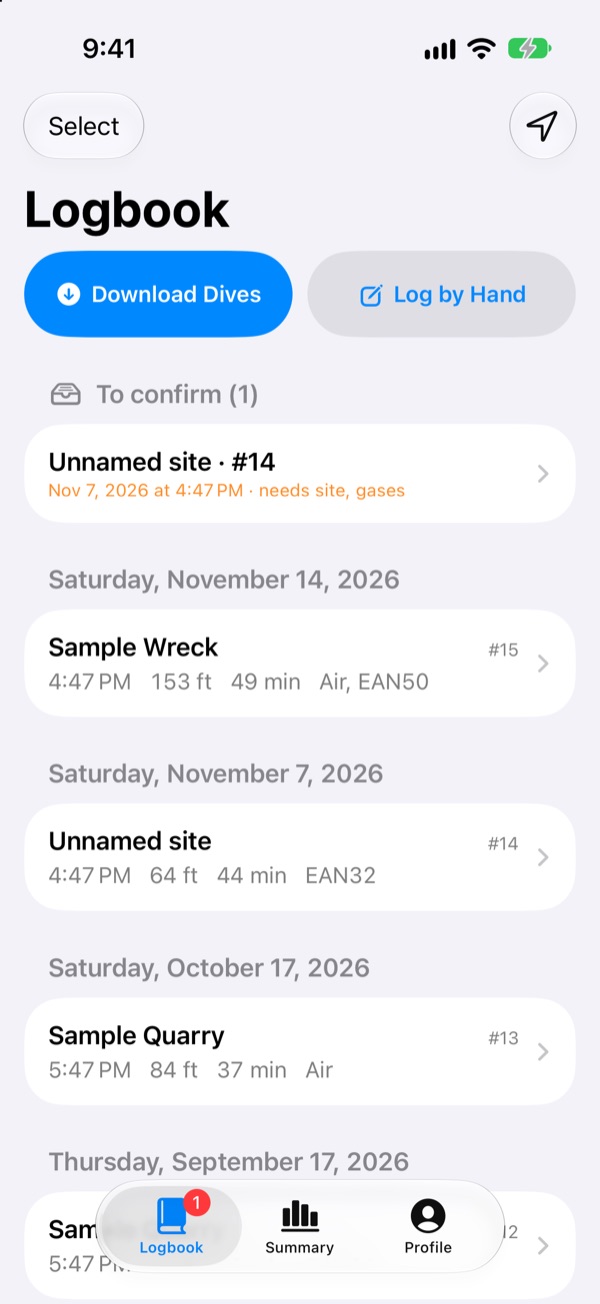 9:41
Select
Logbook
Download Dives
Log by Hand
To confirm (1)
Unnamed site · #14
Nov 7, 2026 at 4:47 PM · needs site, gases
Saturday, November 14, 2026
Sample Wreck #15
4:47 PM 153 ft 49 min Air, EAN50
Saturday, November 7, 2026
Unnamed site #14
4:47 PM 64 ft 44 min EAN32
Saturday, October 17, 2026
Sample Quarry #13
5:47 PM 84 ft 37 min Air
Thursday, September 17, 2026
1
5:47
Logbook Summary Profile